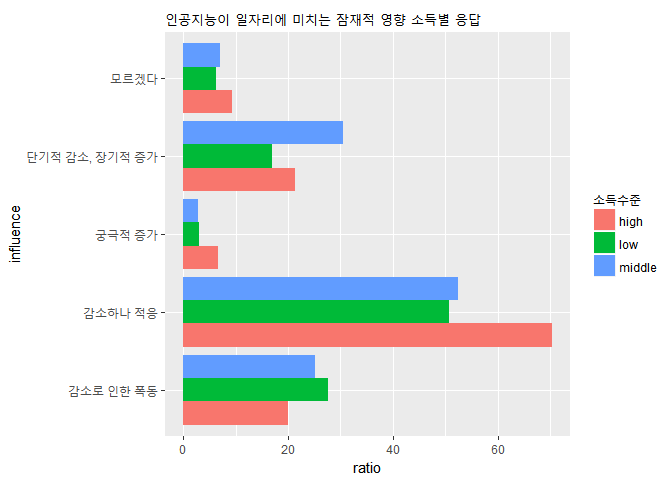 인공지능이 일자리에 미치는 잠재적 영향 소득별 응답
모르겠다
단기적 감소, 장기적 증가
궁극적 증가
감소하나 적응
감소로 인한 폭동
influence
0
20
40
60
ratio
소득수준
high
low
middle